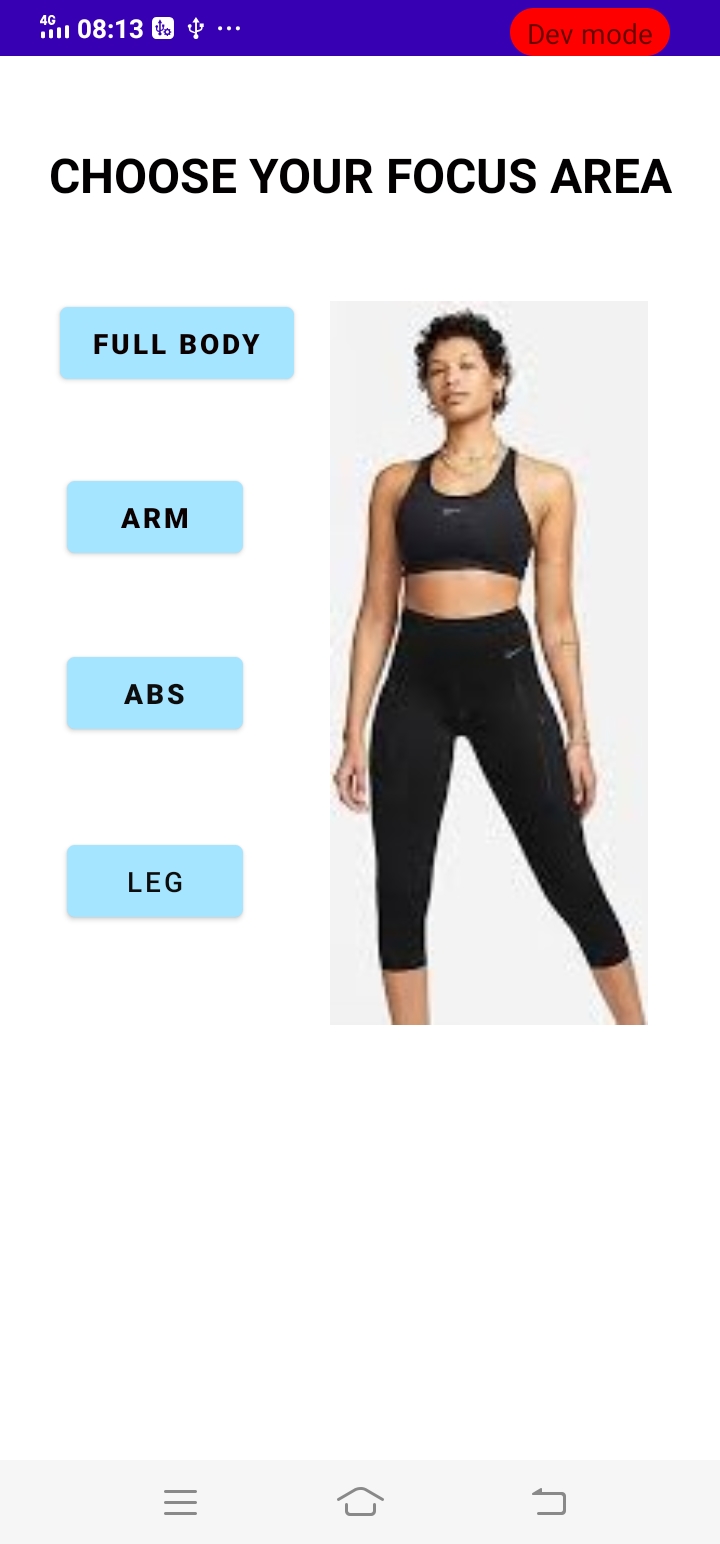 4G
08:13
Dev mode
CHOOSE YOUR FOCUS AREA
FULL BODY
ARM
ABS
LEG